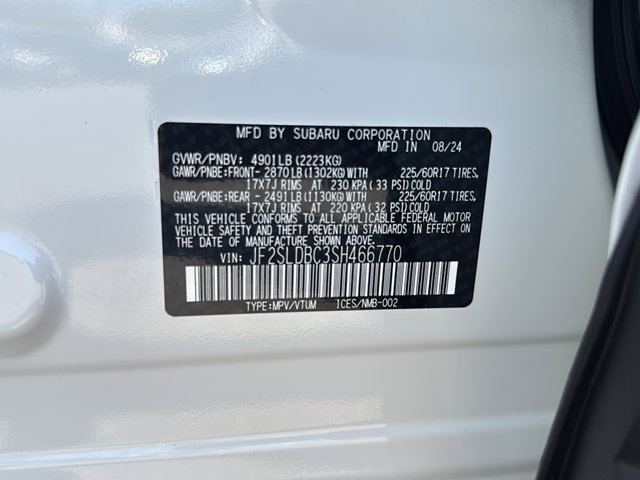 MFD BY SUBARU CORPORATION
MFD IN 08/24
GVWR/PNBV: 4901LB(2223KG)
GAWR/PNBE:FRONT- 2870LB(1302KG)WITH 225/60R17 TIRES,
17X7J RIMS AT 230 KPA(33 PSI)COLD
GAWR/PNBE:REAR - 2491LB(1130KG)WITH 225/60R17 TIRES,
17X7J RIMS AT 220 KPA(32 PSI)COLD
THIS VEHICLE CONFORMS TO ALL APPLICABLE FEDERAL MOTOR
VEHICLE SAFETY AND THEFT PREVENTION STANDARDS IN EFFECT
ON THE DATE OF MANUFACTURE SHOWN ABOVE.
VIN: JF2SLDBC3SH466770
TYPE:MPV/VTUM ICES/NMB-002